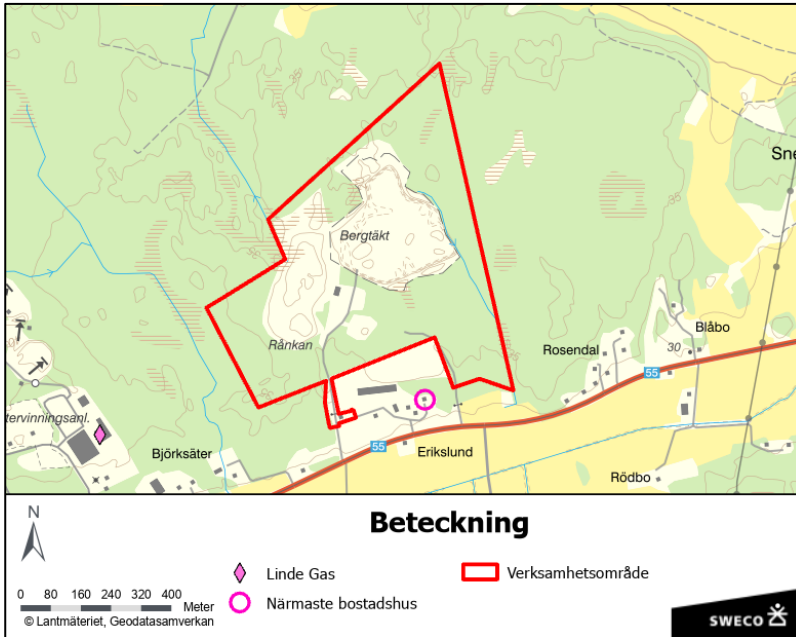 Sne
Bergtäkt
Rånkan
Blåbo
30
Rosendal
55
tervinningsanl.
Björksäter
55
Erikslund
Rödbo
Beteckning
N
Linde Gas
Verksamhetsområde
0 80 160 240 320 400
Meter
Närmaste bostadshus
© Lantmäteriet, Geodatasamverkan
SWECO